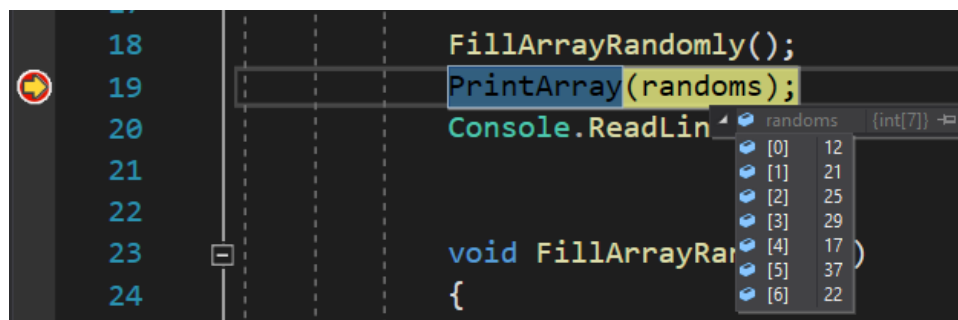 18 FillArrayRandomly();
19 PrintArray(randoms);
20 Console.ReadLin
randoms {int[7]}
[0] 12
[1] 21
21
[2] 25
22
[3] 29
23 void FillArrayRa )
[4] 17
[5] 37
24 {
[6] 22